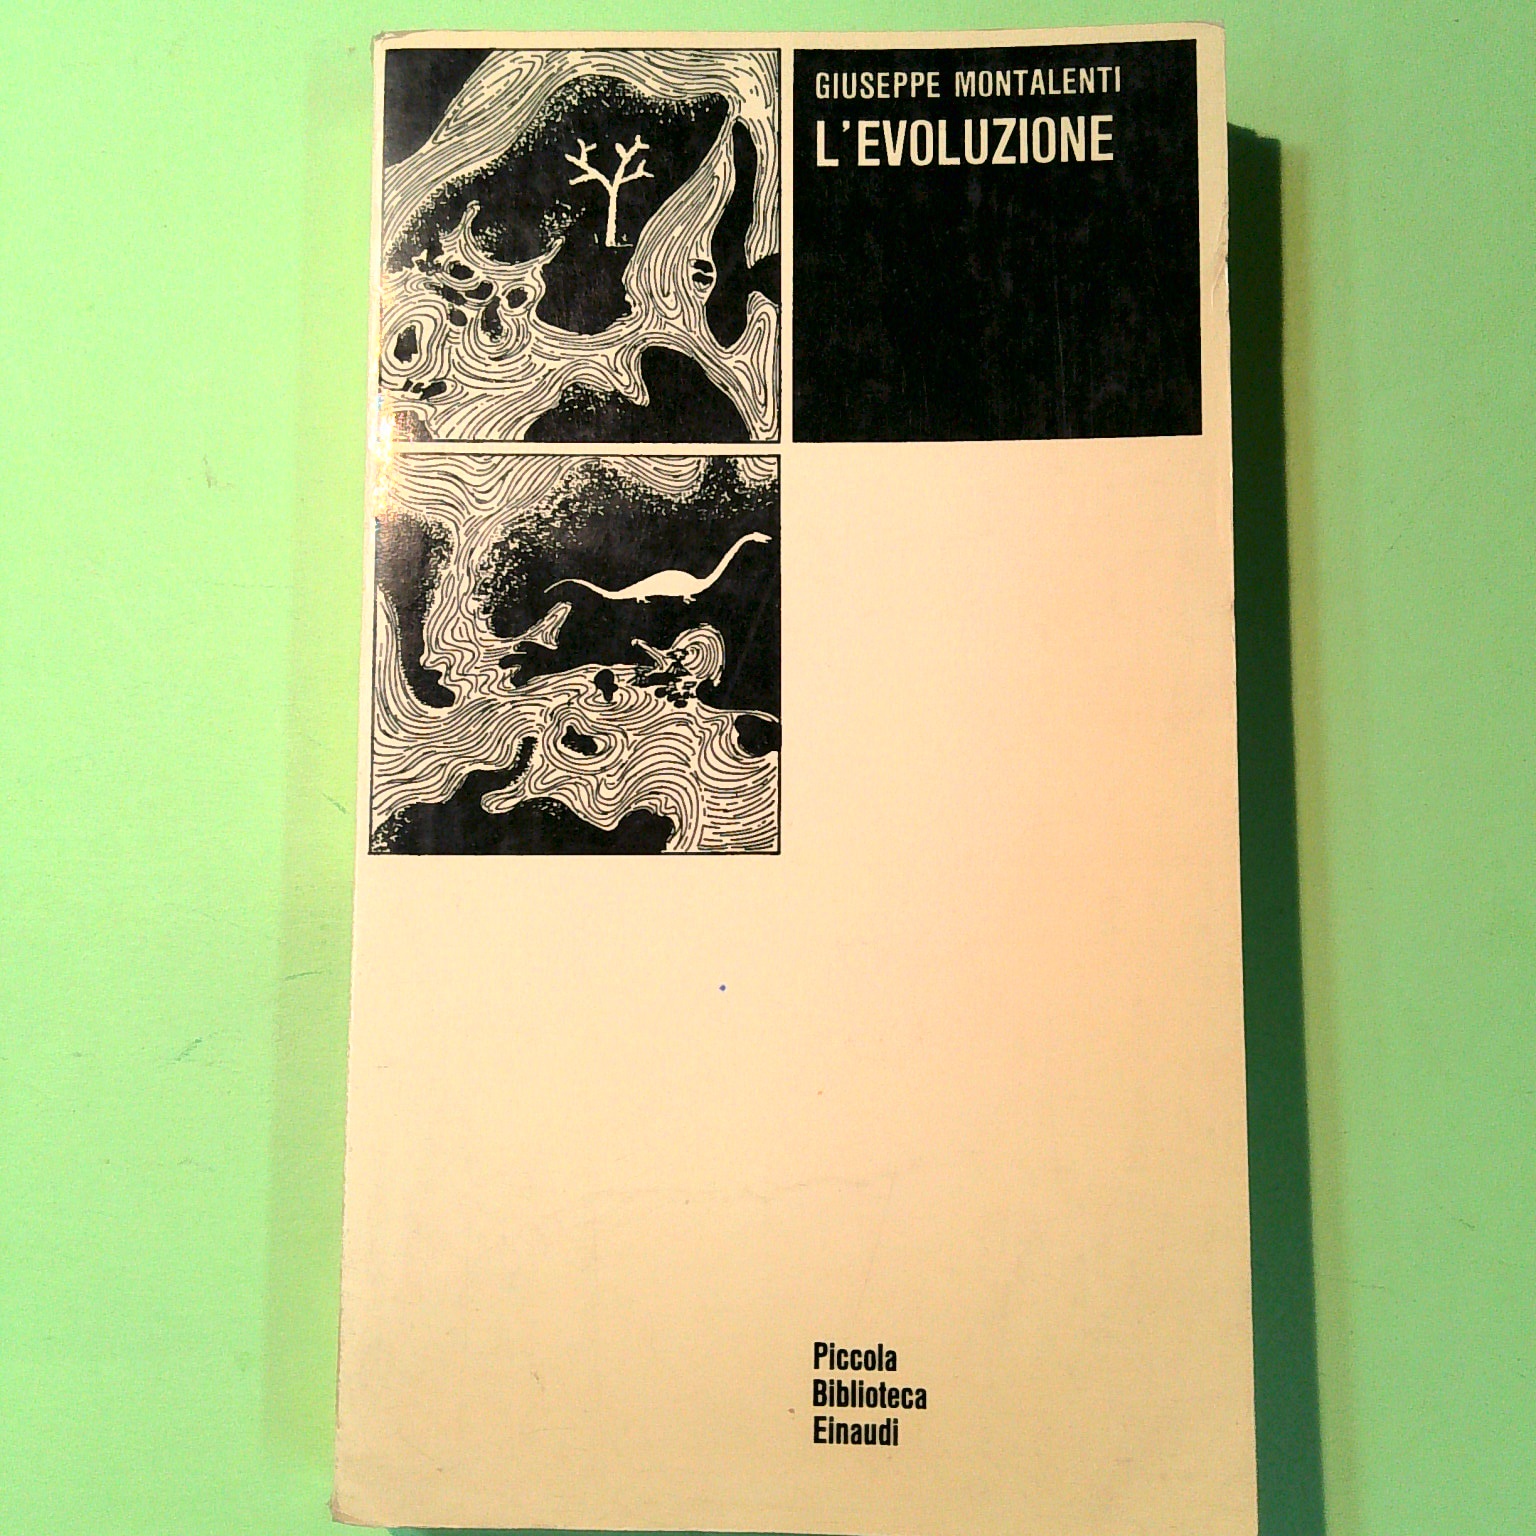 GIUSEPPE MONTALENTI
L'EVOLUZIONE
Piccola
Biblioteca
Einaudi